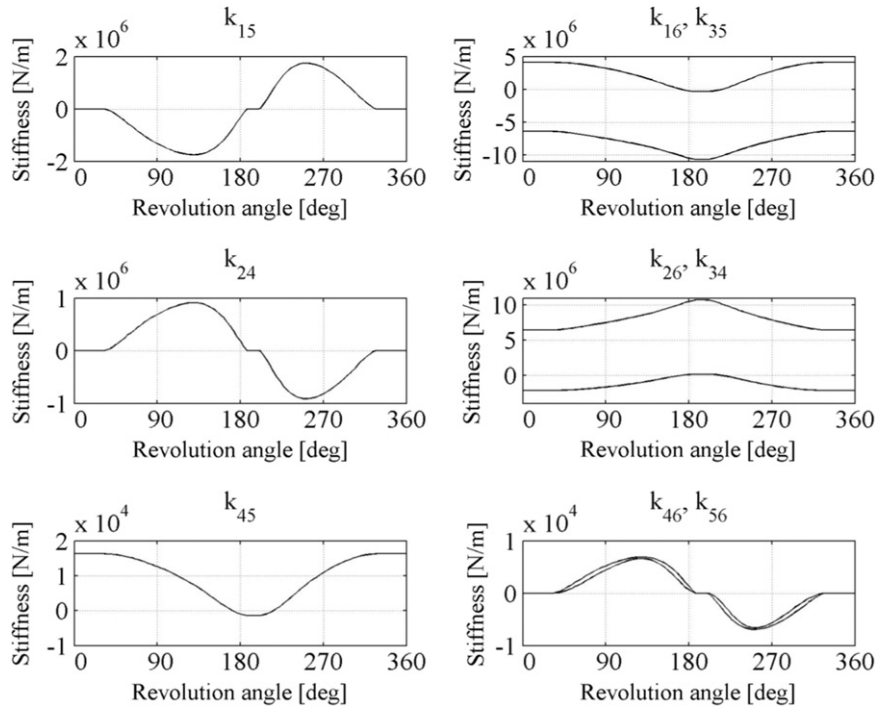 k15
x 10^6
Stiffness [N/m]
2
0
-2
0 90 180 270 360
Revolution angle [deg]
k16, k35
x 10^6
Stiffness [N/m]
5
0
-5
-10
0 90 180 270 360
Revolution angle [deg]
k24
x 10^6
Stiffness [N/m]
1
0
-1
0 90 180 270 360
Revolution angle [deg]
k26, k34
x 10^6
Stiffness [N/m]
10
5
0
0 90 180 270 360
Revolution angle [deg]
k45
x 10^4
Stiffness [N/m]
2
1
0
-1
0 90 180 270 360
Revolution angle [deg]
k46, k56
x 10^4
Stiffness [N/m]
1
0
-1
0 90 180 270 360
Revolution angle [deg]